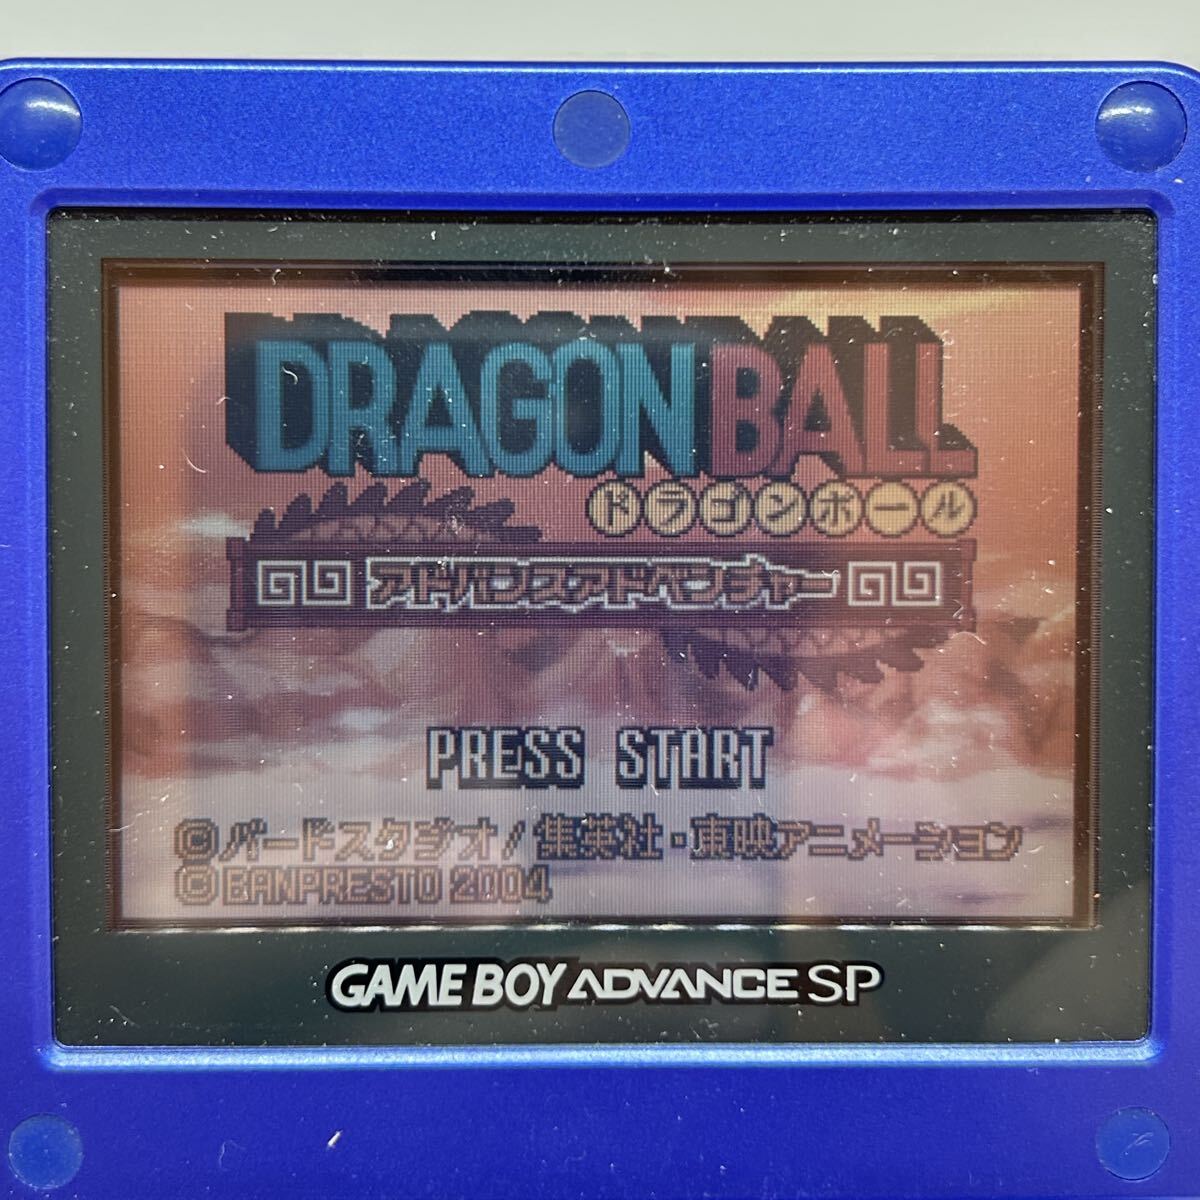 DRAGON BALL
ドラゴンボール
アドバンスアドベンチャー
PRESS START
©バードスタジオ/集英社・東映アニメーション
©BANPRESTO 2004
GAME BOY ADVANCE SP